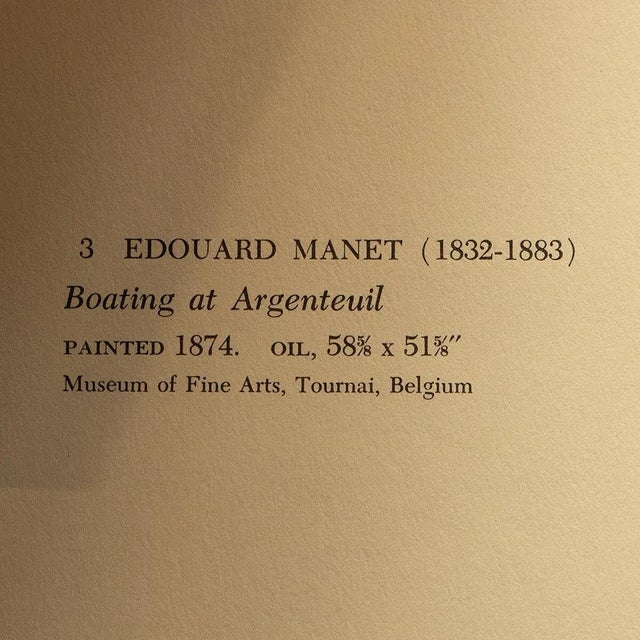 3 EDOUARD MANET (1832-1883)
Boating at Argenteuil
PAINTED 1874. OIL, 58⅝ x 51⅝″
Museum of Fine Arts, Tournai, Belgium